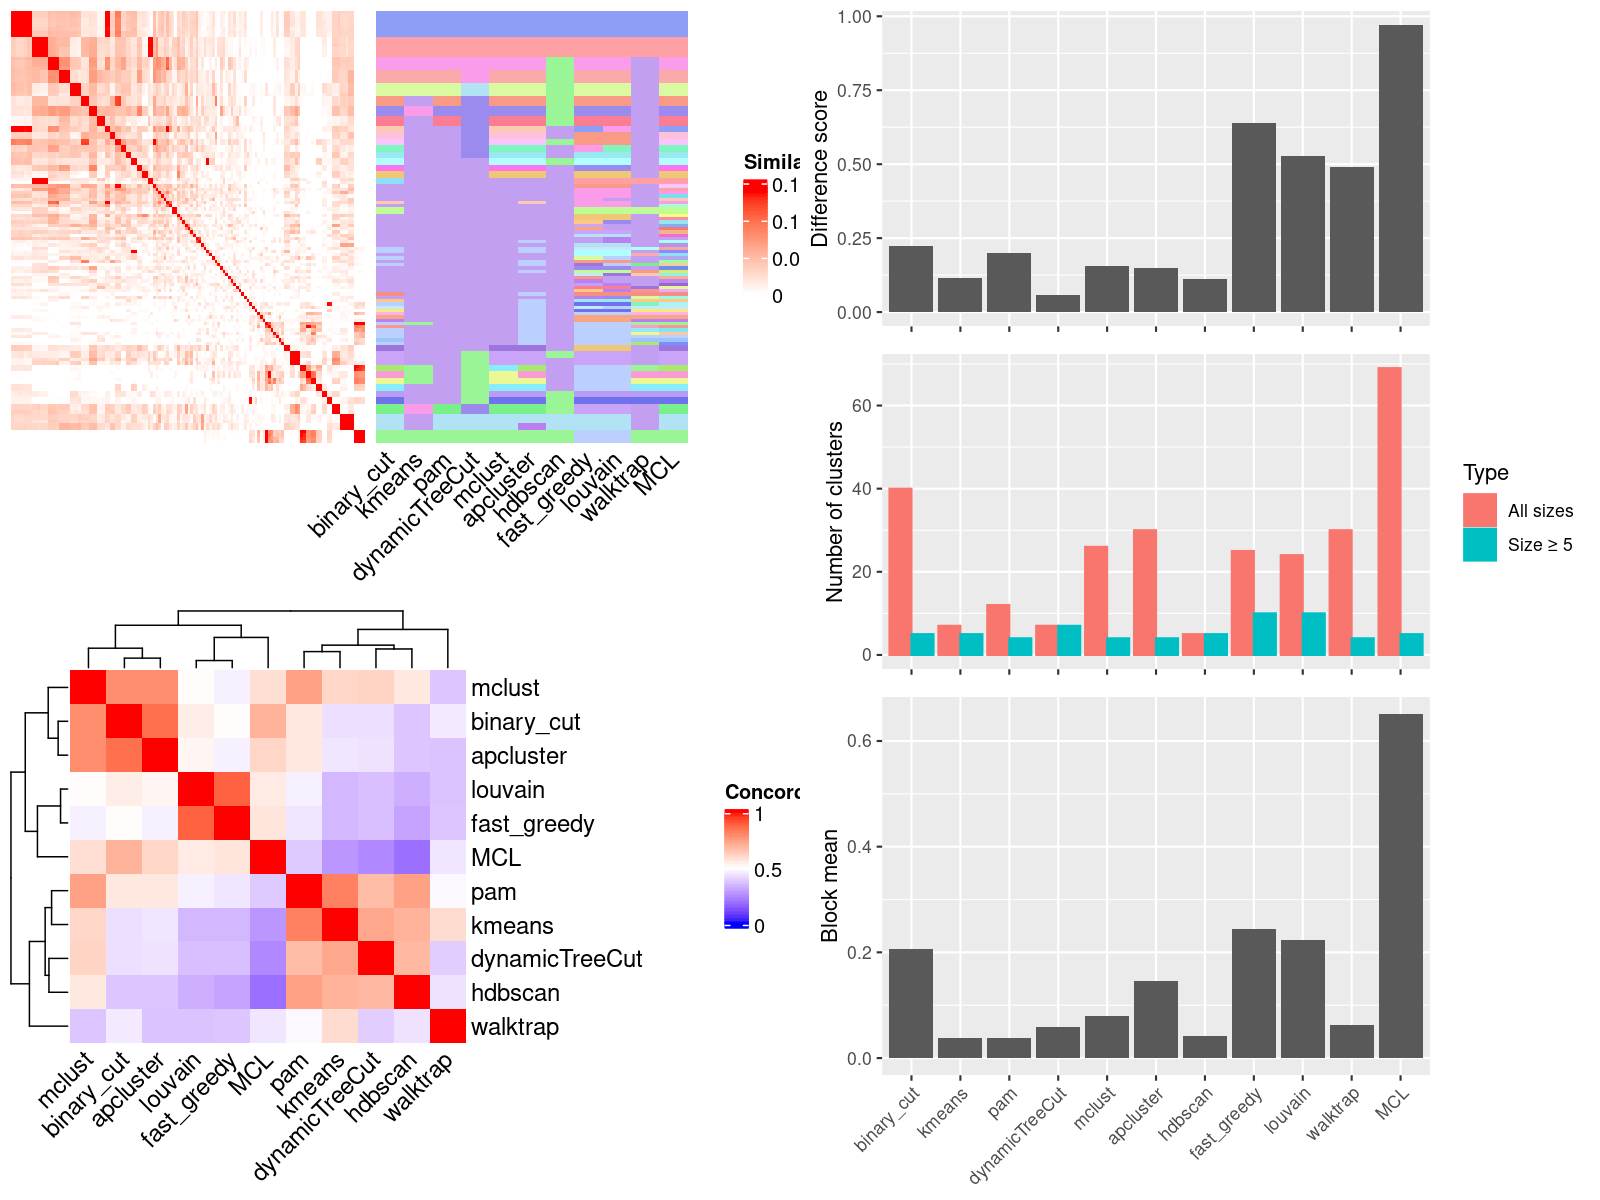 Simila
0.1
0.1
0.0
0
binary_cut
kmeans
pam
dynamicTreeCut
mclust
apcluster
hdbscan
fast_greedy
louvain
walktrap
MCL
Difference score
1.00
0.75
0.50
0.25
0.00
Number of clusters
60
40
20
0
Type
All sizes
Size ≥ 5
mclust
binary_cut
apcluster
louvain
fast_greedy
MCL
pam
kmeans
dynamicTreeCut
hdbscan
walktrap
mclust
binary_cut
apcluster
louvain
fast_greedy
MCL
pam
kmeans
dynamicTreeCut
hdbscan
walktrap
Concord
1
0.5
0
Block mean
0.6
0.4
0.2
0.0
binary_cut
kmeans
pam
dynamicTreeCut
mclust
apcluster
hdbscan
fast_greedy
louvain
walktrap
MCL